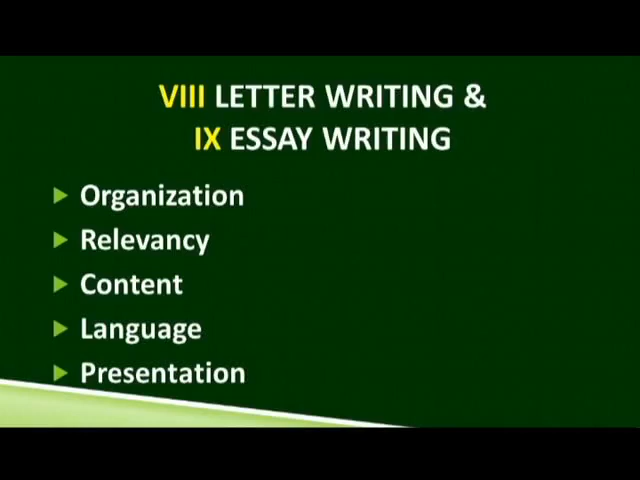 VIII LETTER WRITING &
IX ESSAY WRITING
Organization
Relevancy
Content
Language
Presentation